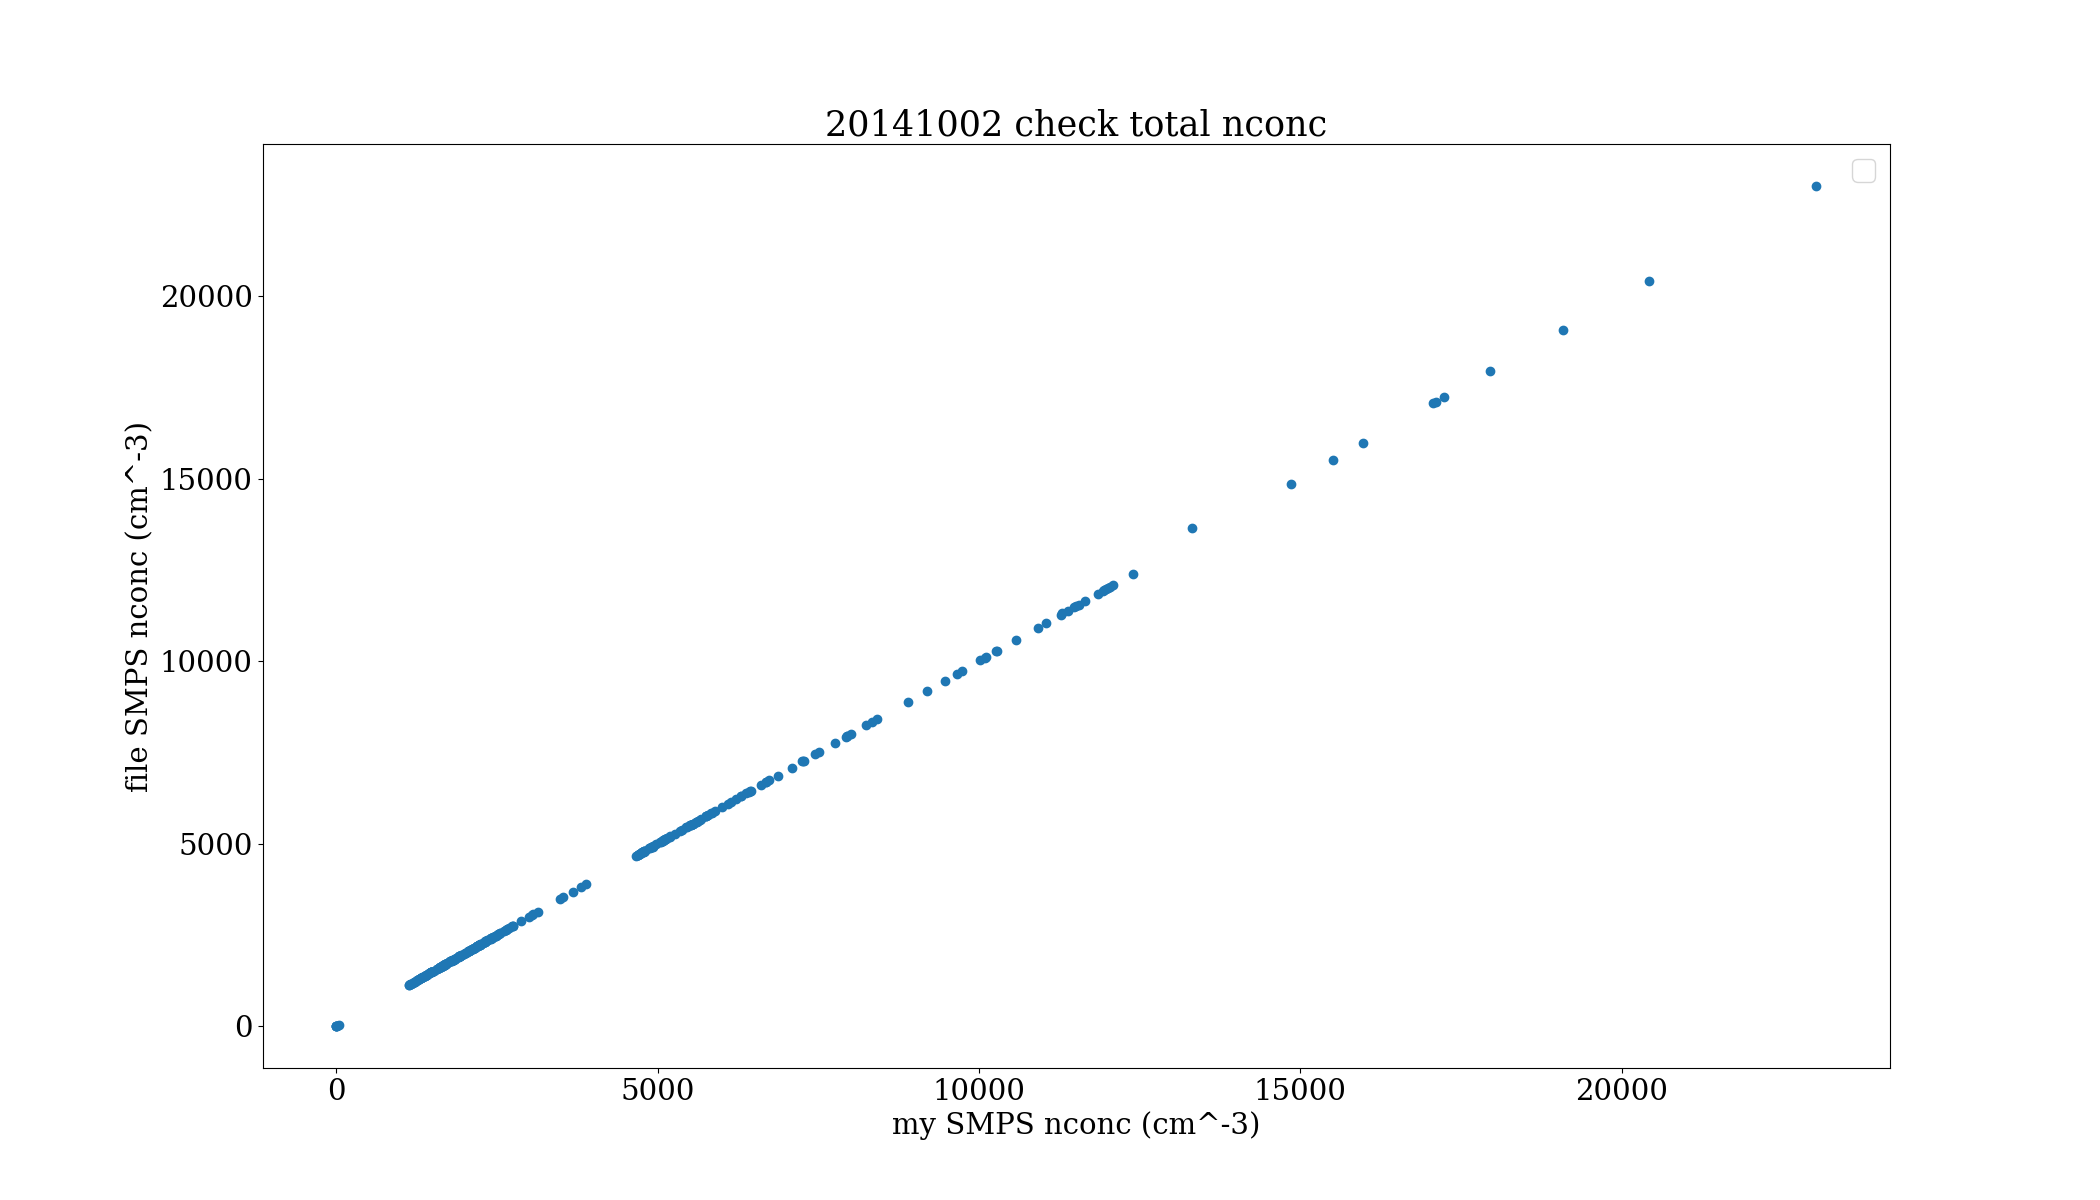 20141002 check total nconc
file SMPS nconc (cm^-3)
20000
15000
10000
5000
0
0 5000 10000 15000 20000
my SMPS nconc (cm^-3)